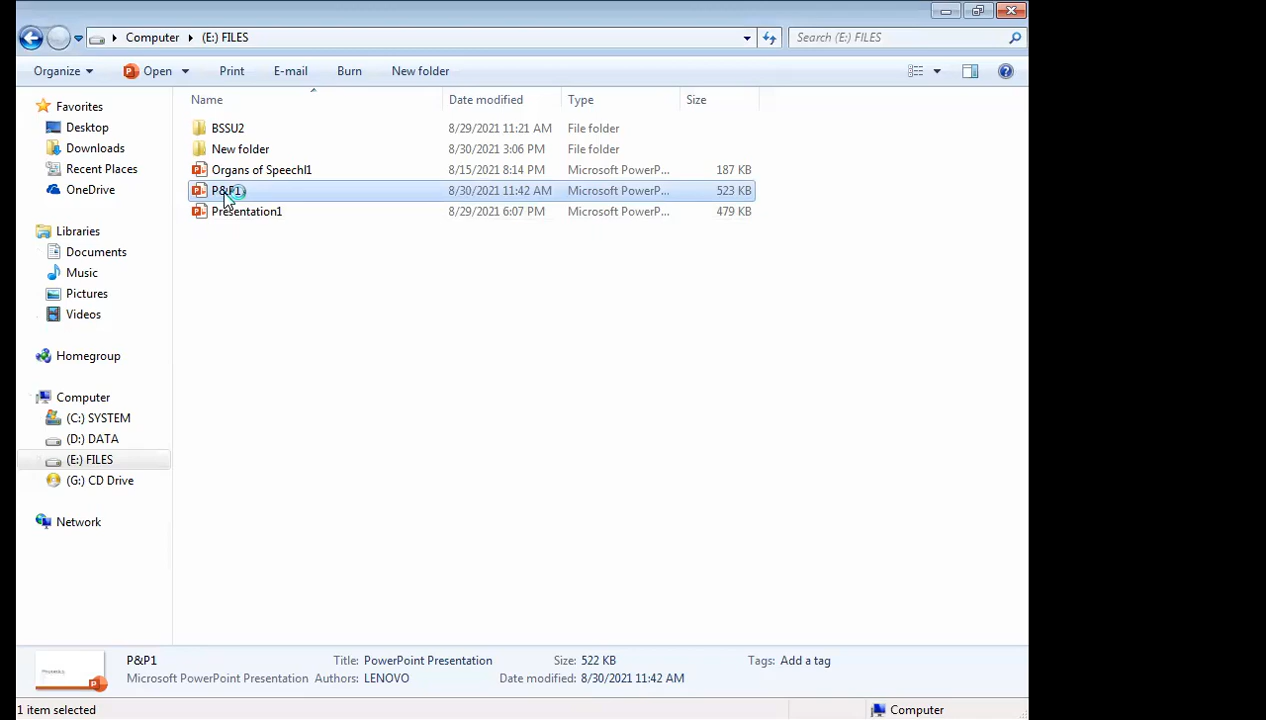 Computer (E:) FILES Search (E:) FILES
Organize Open Print E-mail Burn New folder
Name Date modified Type Size
Favorites
Desktop
Downloads
Recent Places
OneDrive
Libraries
Documents
Music
Pictures
Videos
Homegroup
Computer
(C:) SYSTEM
(D:) DATA
(E:) FILES
(G:) CD Drive
Network
BSSU2 8/29/2021 11:21 AM File folder
New folder 8/30/2021 3:06 PM File folder
Organs of Speechl1 8/15/2021 8:14 PM Microsoft PowerP... 187 KB
P&P1 8/30/2021 11:42 AM Microsoft PowerP... 523 KB
Presentation1 8/29/2021 6:07 PM Microsoft PowerP... 479 KB
P&P1 Title: PowerPoint Presentation Size: 522 KB Tags: Add a tag
Microsoft PowerPoint Presentation Authors: LENOVO Date modified: 8/30/2021 11:42 AM
1 item selected Computer